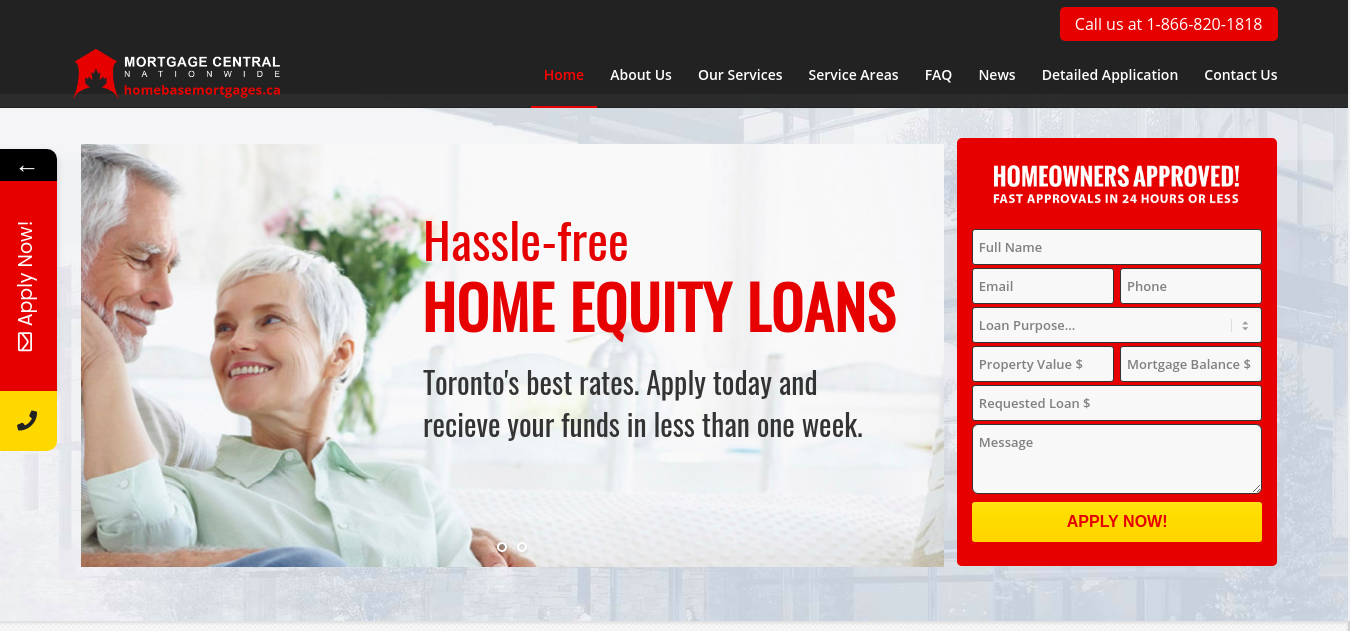 Call us at 1-866-820-1818
MORTGAGE CENTRAL
NATIONWIDE
homebasemortgages.ca
Home
About Us
Our Services
Service Areas
FAQ
News
Detailed Application
Contact Us
←
Apply Now!
Hassle-free
HOME EQUITY LOANS
Toronto's best rates. Apply today and
recieve your funds in less than one week.
HOMEOWNERS APPROVED!
FAST APPROVALS IN 24 HOURS OR LESS
Full Name
Email
Phone
Loan Purpose...
Property Value $
Mortgage Balance $
Requested Loan $
Message
APPLY NOW!